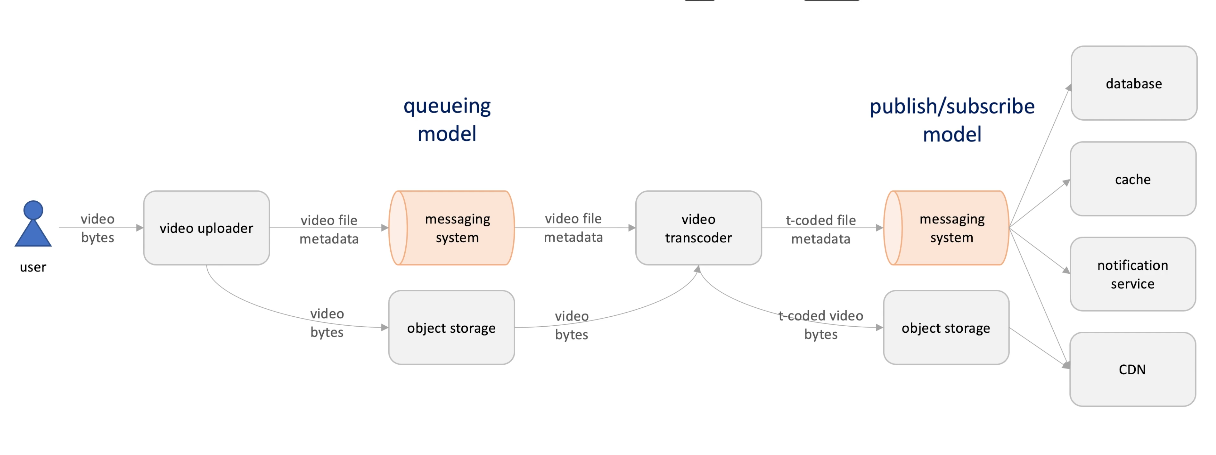 queueing
model
publish/subscribe
model
user
video
bytes
video uploader
video file
metadata
messaging
system
video file
metadata
video
transcoder
t-coded file
metadata
messaging
system
video
bytes
object storage
video
bytes
t-coded video
bytes
object storage
database
cache
notification
service
CDN